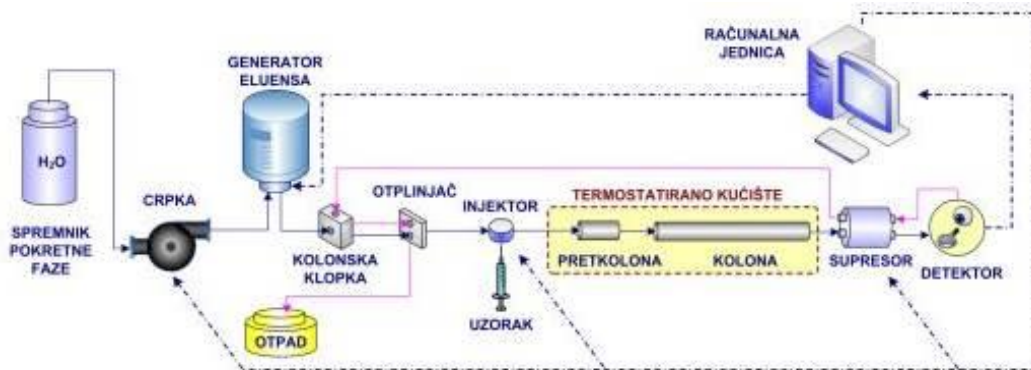 RAČUNALNA
JEDNICA
GENERATOR
ELUENSA
H₂O
SPREMNIK
POKRETNE
FAZE
CRPKA
KOLONSKA
KLOPKA
OTPLINJAČ
OTPAD
INJEKTOR
UZORAK
TERMOSTATIRANO KUĆIŠTE
PRETKOLONA
KOLONA
SUPRESOR
DETEKTOR